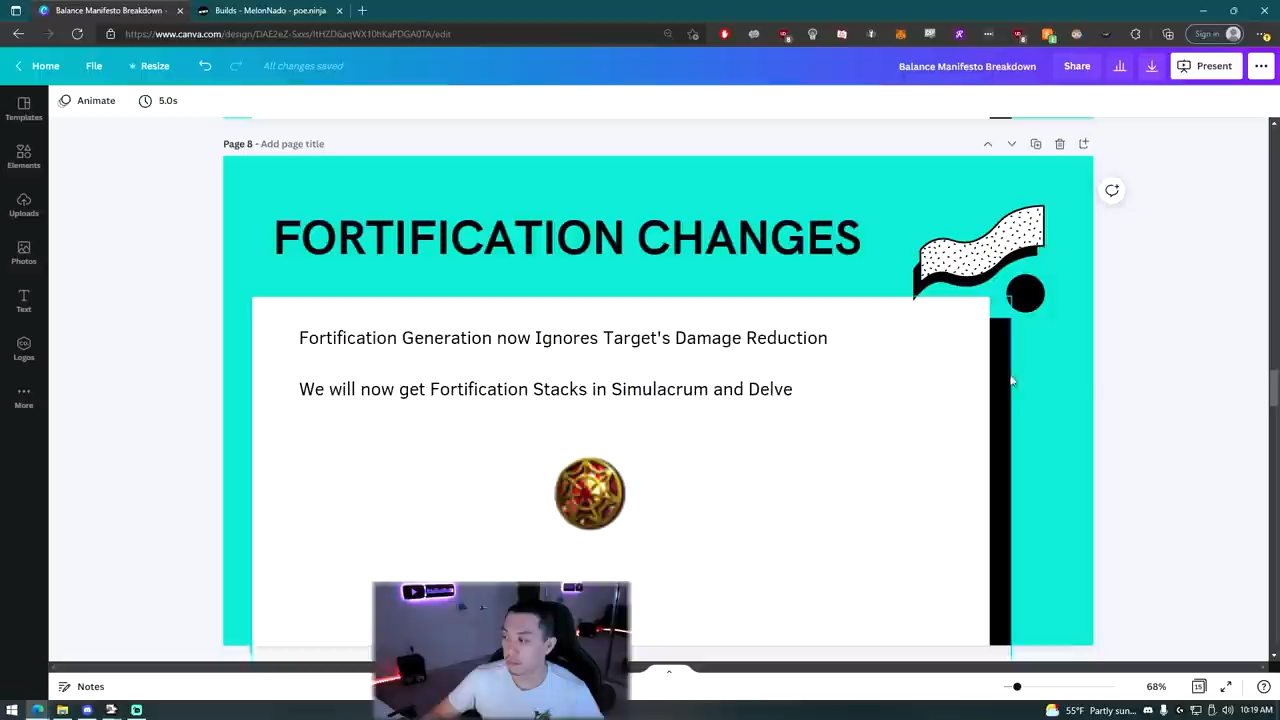 Balance Manifesto Breakdown -
Builds - MelonNado - poe.ninja
https://www.canva.com/design/DAE2eZ-Sxxs/ItHZD6aqWX10hKaPDGA0TA/edit
Sign in
Home
File
Resize
All changes saved
Balance Manifesto Breakdown
Share
Present
Templates
Elements
Uploads
Photos
Text
Logos
More
Animate
5.0s
Page 8 - Add page title
FORTIFICATION CHANGES
Fortification Generation now Ignores Target's Damage Reduction
We will now get Fortification Stacks in Simulacrum and Delve
Notes
68%
15
55°F Partly sun...
10:19 AM